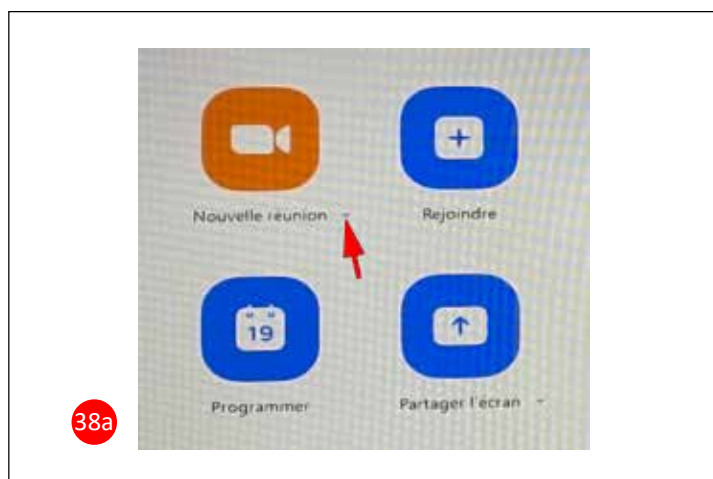 Nouvelle réunion
Rejoindre
19
Programmer
Partager l'écran
38a